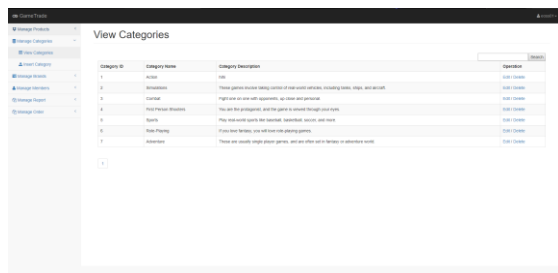 GameTrade
Manage Products
Manage Categories
View Categories
Insert Category
Manage Brands
Manage Members
Manage Report
Manage Order
View Categories
Search
Category ID Category Name Category Description Operation
1 Action Edit / Delete
2 Simulations These games involve taking control of real-world vehicles, including tanks, ships, and aircraft. Edit / Delete
3 Combat Fight one on one with opponents, up close and personal Edit / Delete
4 First Person Shooters You are the protagonist, and the game is viewed through your eyes. Edit / Delete
5 Sports Play real-world sports like baseball, basketball, soccer, and more Edit / Delete
6 Role-Playing If you love fantasy, you will love role-playing games. Edit / Delete
7 Adventure These are usually single player games, and are often set in fantasy or adventure world. Edit / Delete